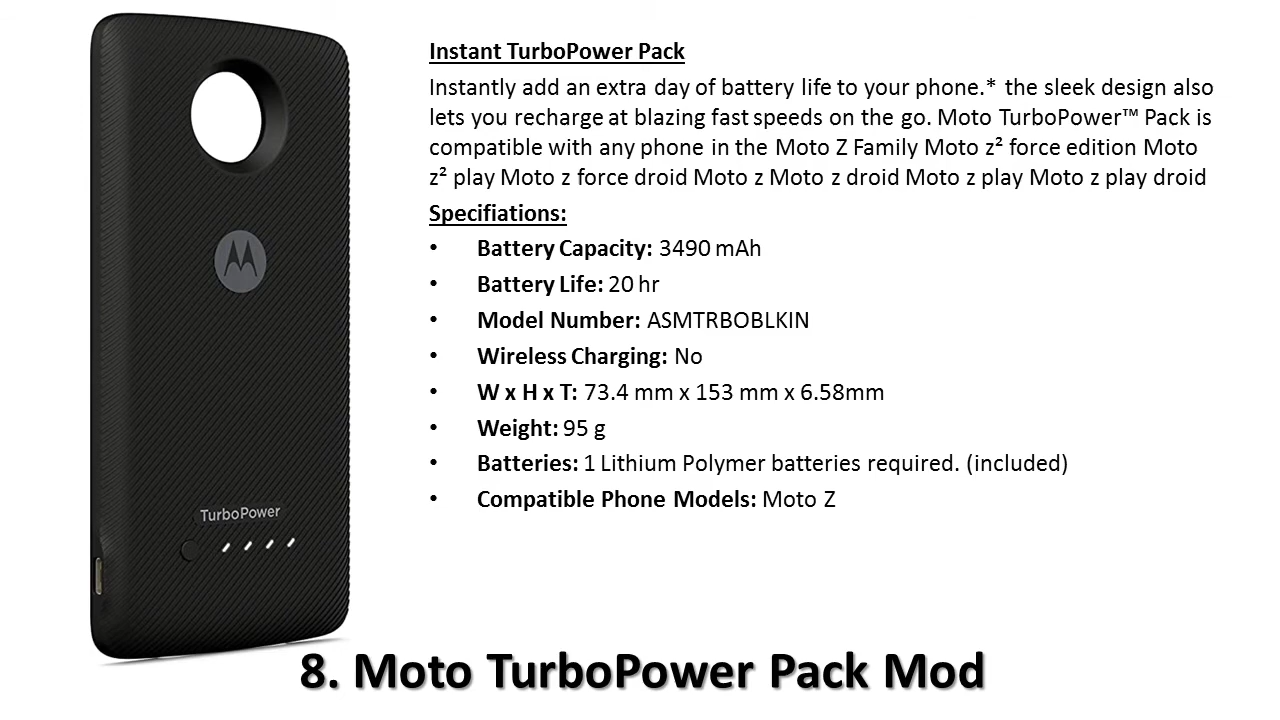 Instant TurboPower Pack
Instantly add an extra day of battery life to your phone.* the sleek design also
lets you recharge at blazing fast speeds on the go. Moto TurboPower™ Pack is
compatible with any phone in the Moto Z Family Moto z² force edition Moto
z² play Moto z force droid Moto z Moto z droid Moto z play Moto z play droid
Specifiations:
• Battery Capacity: 3490 mAh
• Battery Life: 20 hr
• Model Number: ASMTRBOBLKIN
• Wireless Charging: No
• W x H x T: 73.4 mm x 153 mm x 6.58mm
• Weight: 95 g
• Batteries: 1 Lithium Polymer batteries required. (included)
• Compatible Phone Models: Moto Z
TurboPower
8. Moto TurboPower Pack Mod